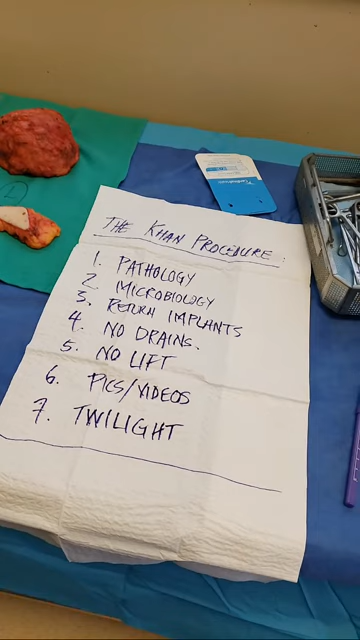 THE KHAN PROCEDURE:
1. PATHOLOGY
2. MICROBIOLOGY
3. RETURN IMPLANTS
4. NO DRAINS.
5. NO LIFT
6. PICS/VIDEOS
7. TWILIGHT